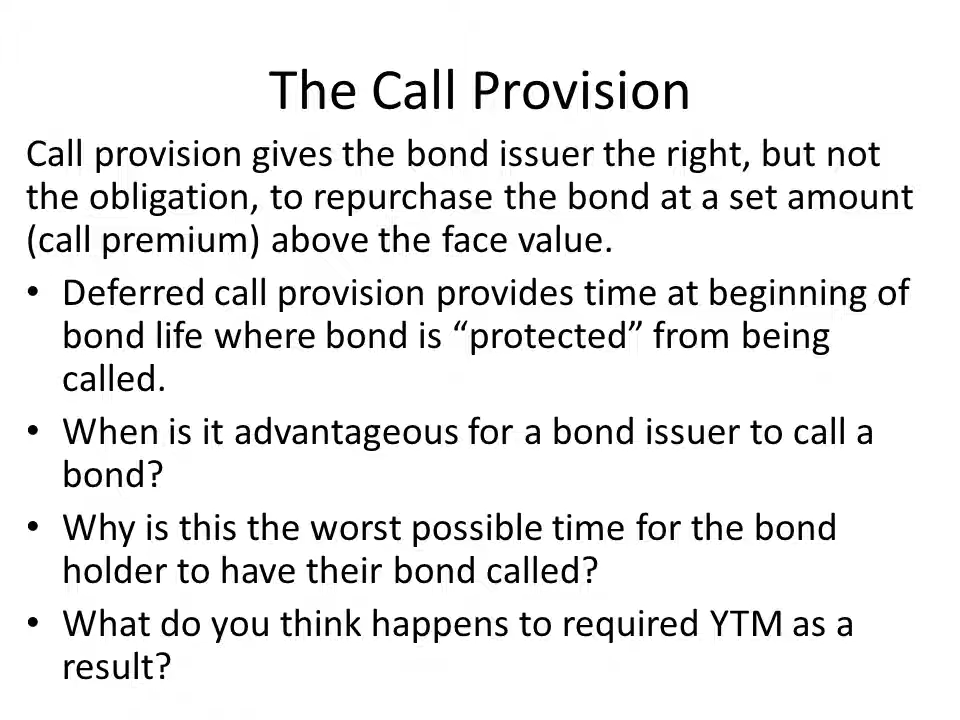 The Call Provision
Call provision gives the bond issuer the right, but not
the obligation, to repurchase the bond at a set amount
(call premium) above the face value.
• Deferred call provision provides time at beginning of
bond life where bond is “protected” from being
called.
• When is it advantageous for a bond issuer to call a
bond?
• Why is this the worst possible time for the bond
holder to have their bond called?
• What do you think happens to required YTM as a
result?